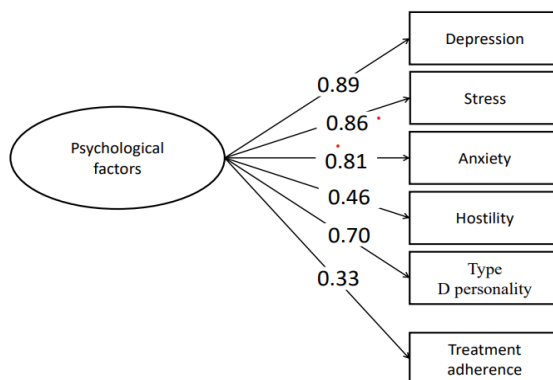 Depression
0.89
Stress
0.86
Psychological
factors
Anxiety
0.81
0.46
Hostility
0.70
Type
D personality
0.33
Treatment
adherence